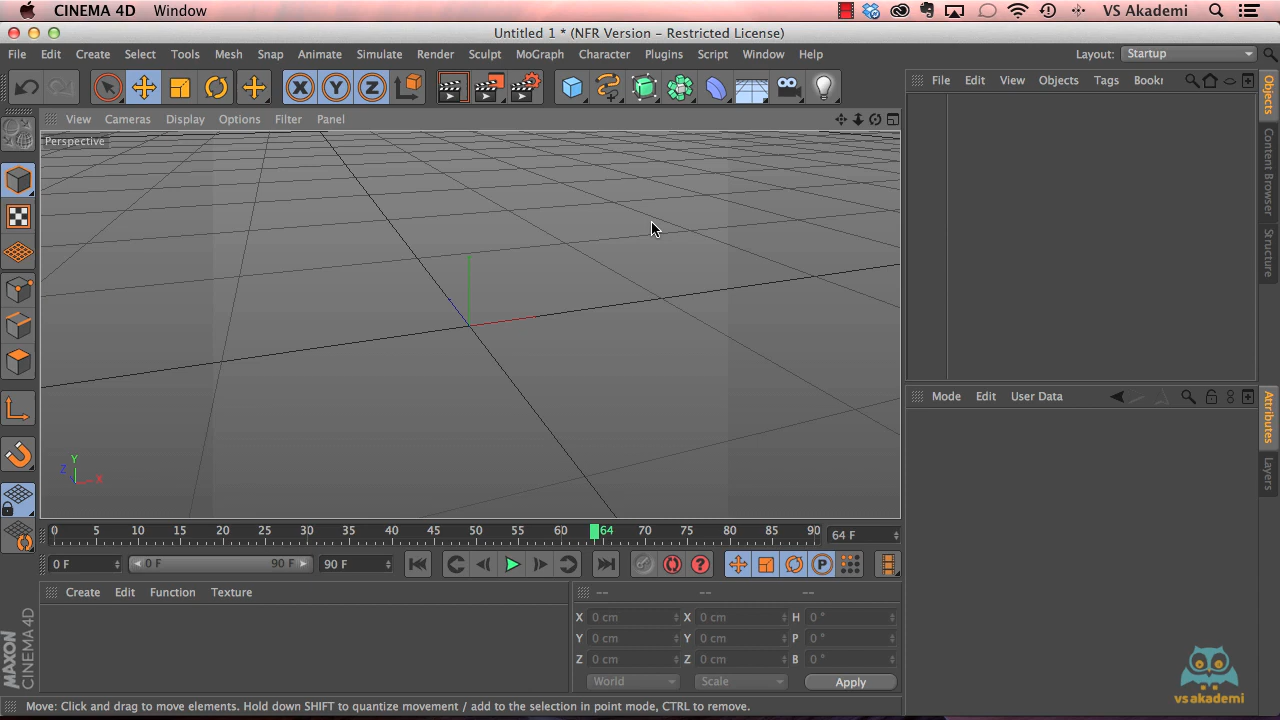 CINEMA 4D Window VS Akademi
Untitled 1 * (NFR Version - Restricted License)
File Edit Create Select Tools Mesh Snap Animate Simulate Render Sculpt MoGraph Character Plugins Script Window Help Layout: Startup
X Y Z
File Edit View Objects Tags Bookr
Objects
Content Browser
Structure
View Cameras Display Options Filter Panel
Perspective
Mode Edit User Data
Attributes
Layers
Y
Z
X
0 5 10 15 20 25 30 35 40 45 50 55 60 64 70 75 80 85 90 64 F
0 F 0 F 90 F 90 F ? P
Create Edit Function Texture -- -- --
X 0 cm X 0 cm H 0 °
Y 0 cm Y 0 cm P 0 °
Z 0 cm Z 0 cm B 0 °
World Scale Apply
MAXON
CINEMA 4D
vs akademi
Move: Click and drag to move elements. Hold down SHIFT to quantize movement / add to the selection in point mode, CTRL to remove.